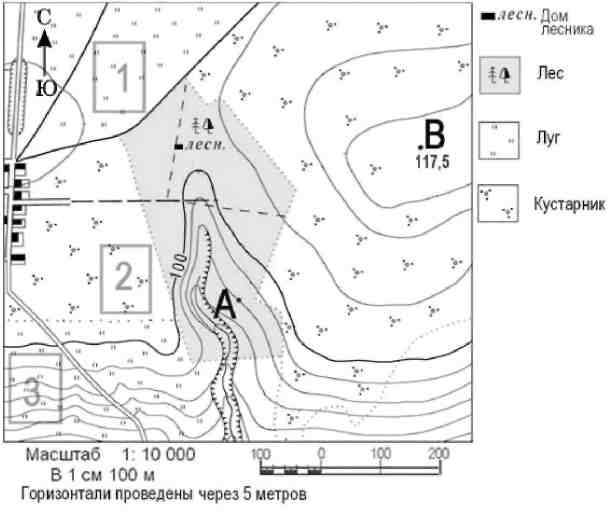 С
Ю
1
лесн.
В
117,5
100
2
А
3
лесн. Дом
лесника
Лес
Луг
Кустарник
Масштаб 1: 10 000
В 1 см 100 м
100 0 100 200
Горизонтали проведены через 5 метров